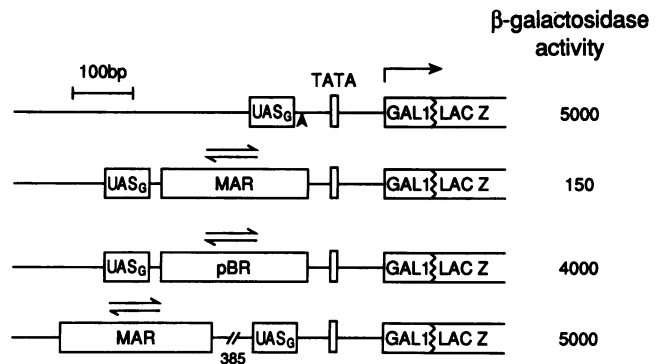 β-galactosidase
activity
100bp
TATA
UASG
GAL1 LAC Z
5000
UASG
MAR
GAL1 LAC Z
150
UASG
pBR
GAL1 LAC Z
4000
MAR
385
UASG
GAL1 LAC Z
5000